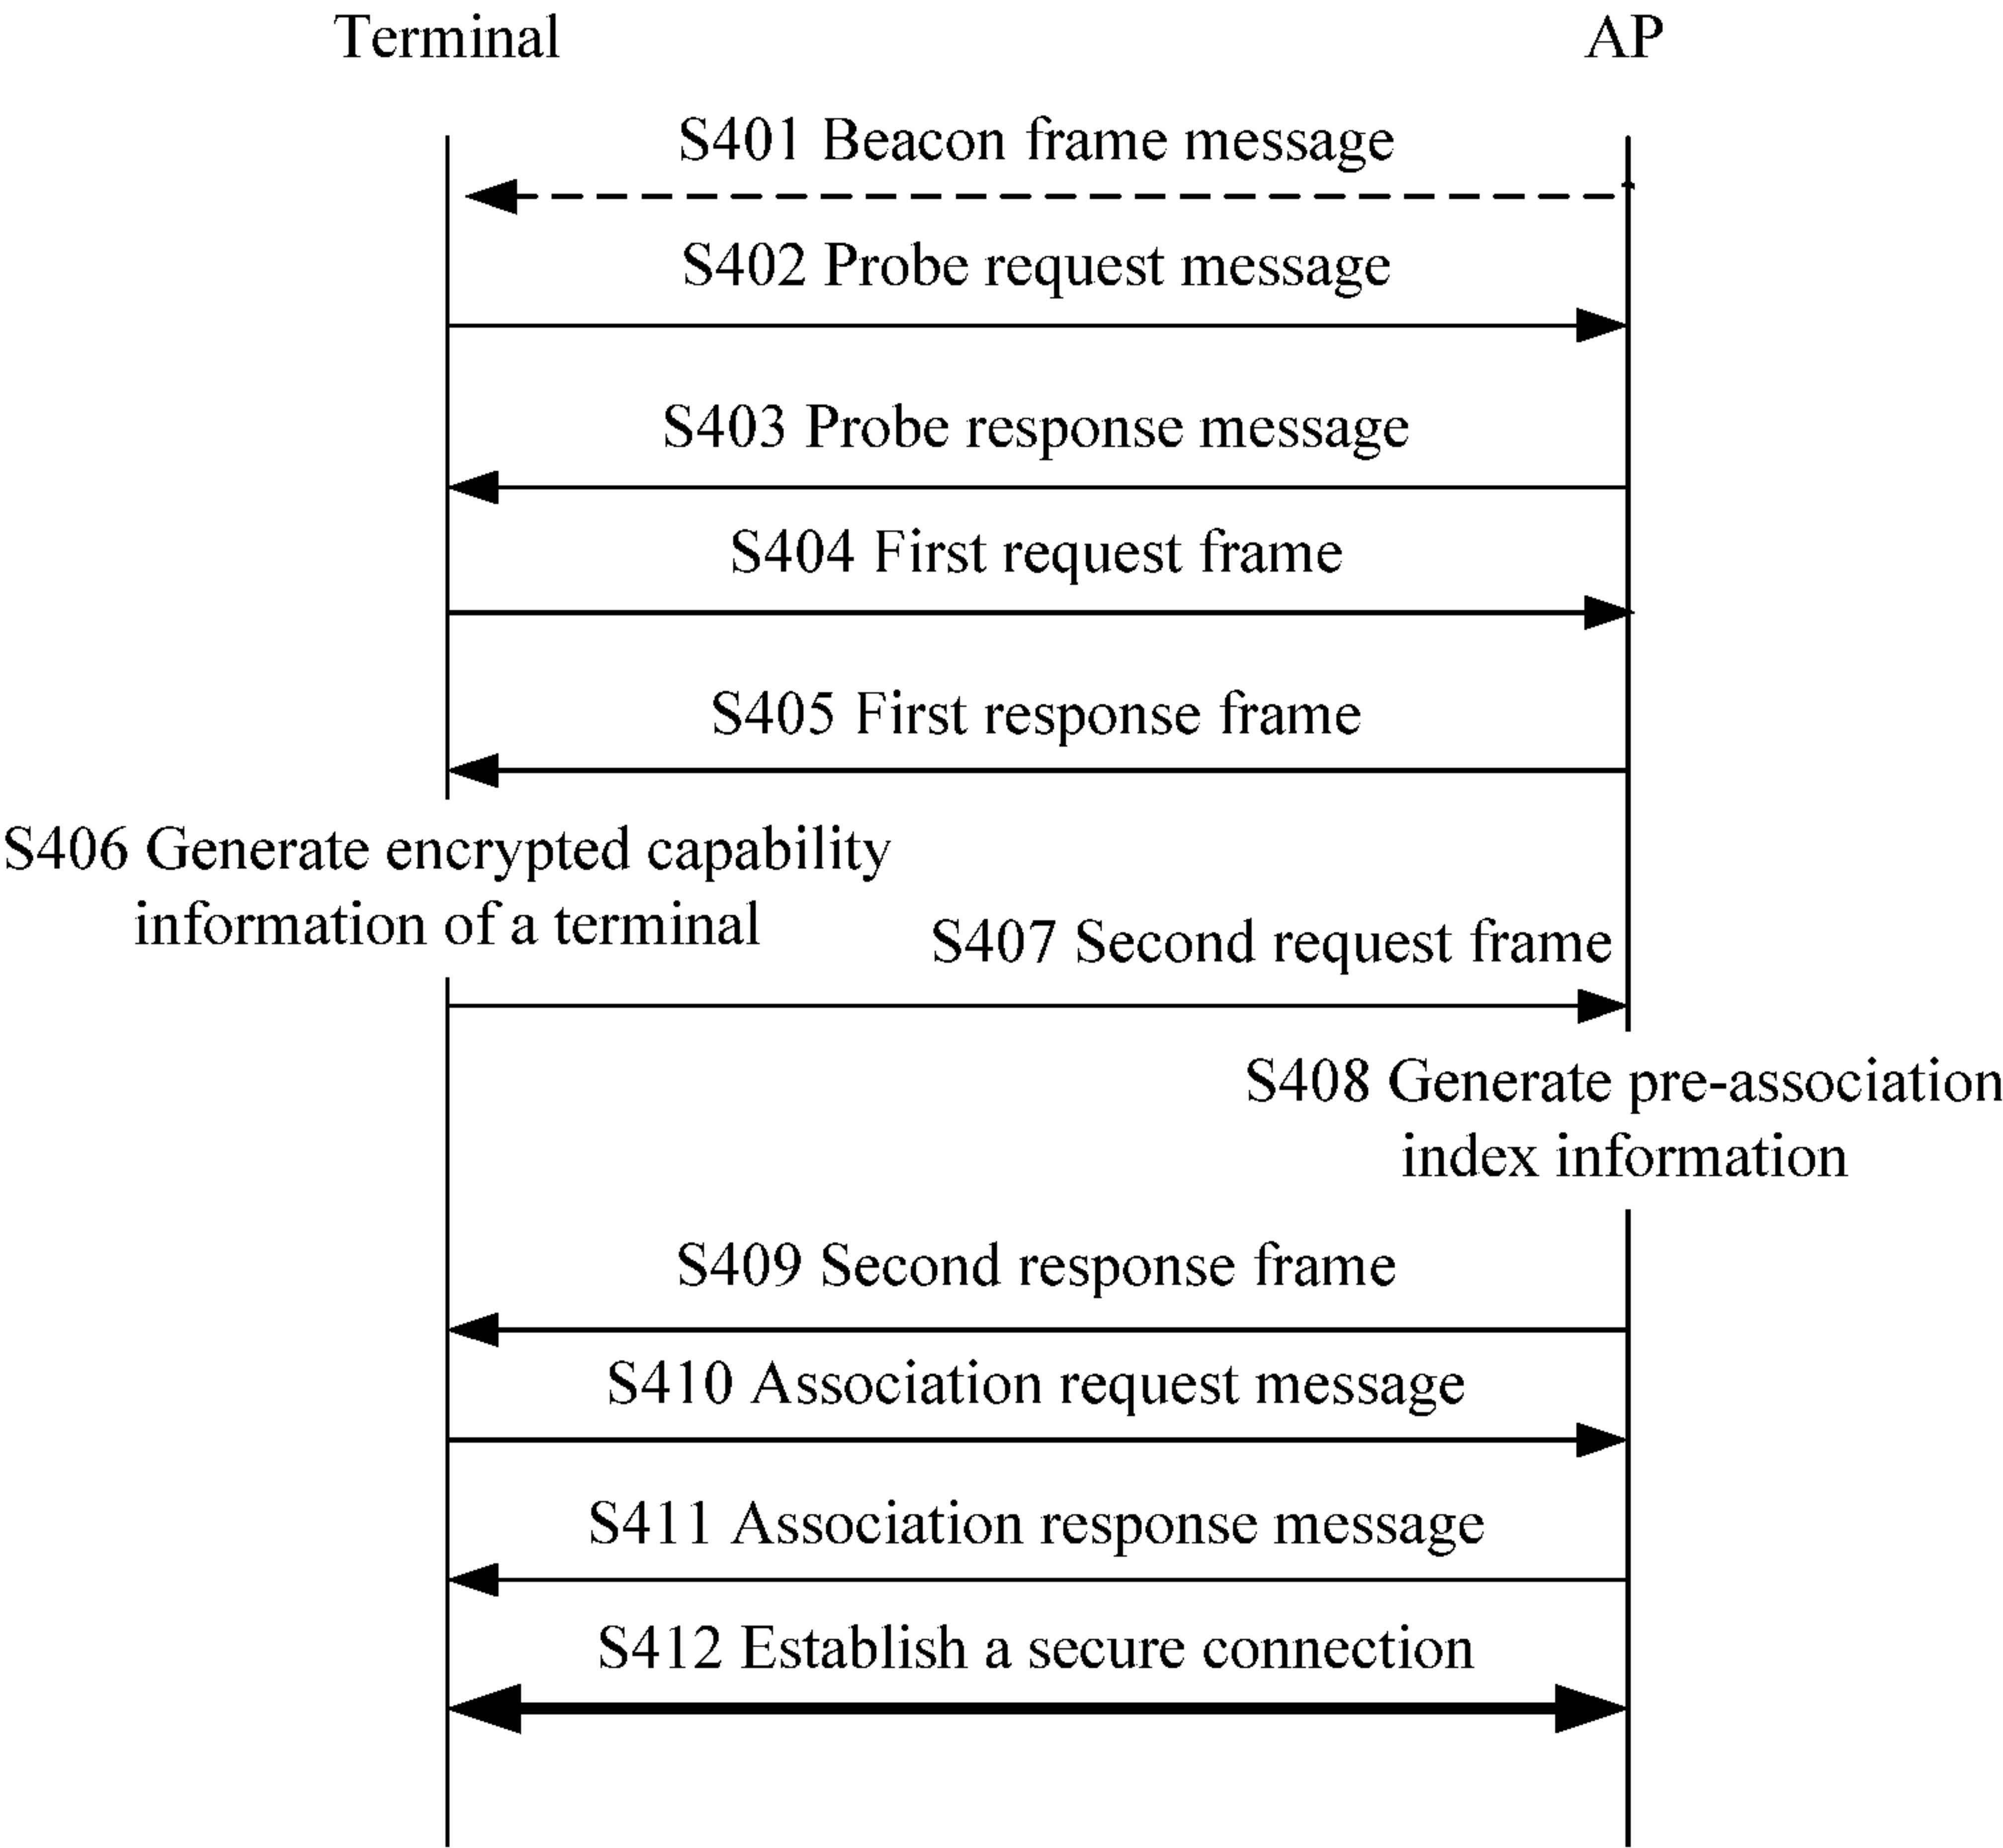 Terminal
AP
S401 Beacon frame message
S402 Probe request message
S403 Probe response message
S404 First request frame
S405 First response frame
S406 Generate encrypted capability
information of a terminal
S407 Second request frame
S408 Generate pre-association
index information
S409 Second response frame
S410 Association request message
S411 Association response message
S412 Establish a secure connection